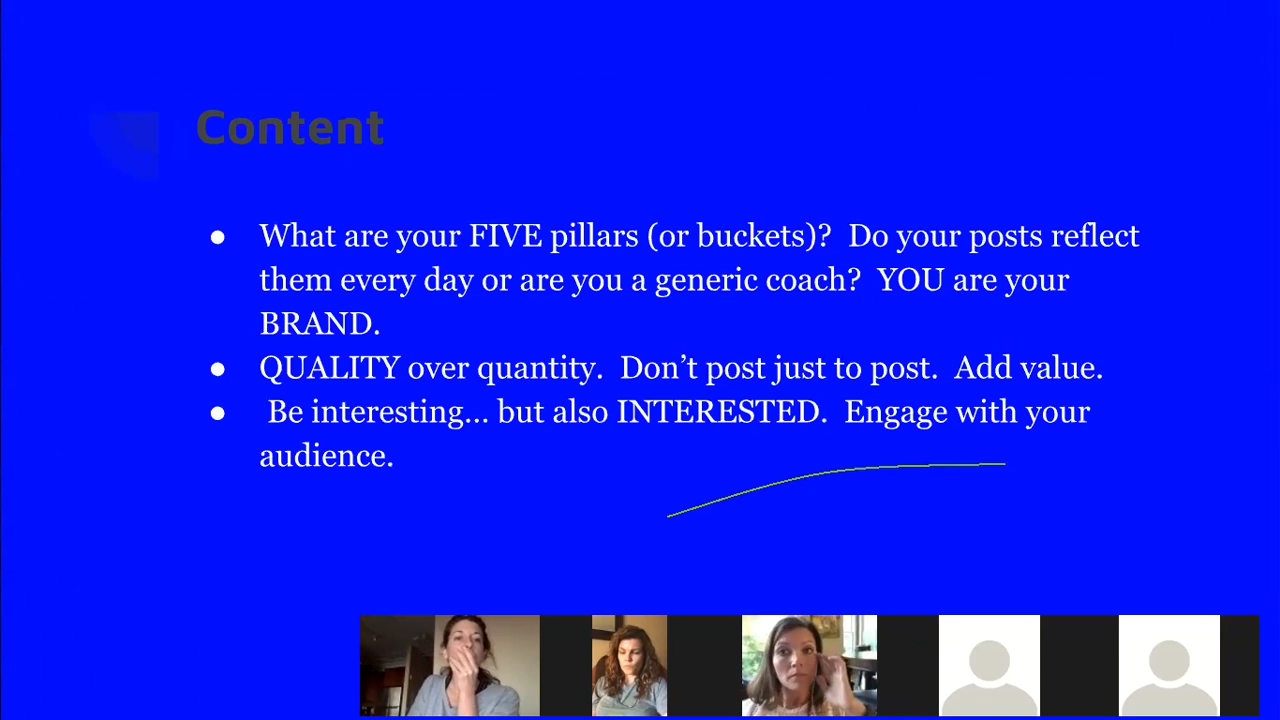 Content
● What are your FIVE pillars (or buckets)?  Do your posts reflect
them every day or are you a generic coach?  YOU are your
BRAND.
● QUALITY over quantity.  Don’t post just to post.  Add value.
● Be interesting... but also INTERESTED.  Engage with your
audience.